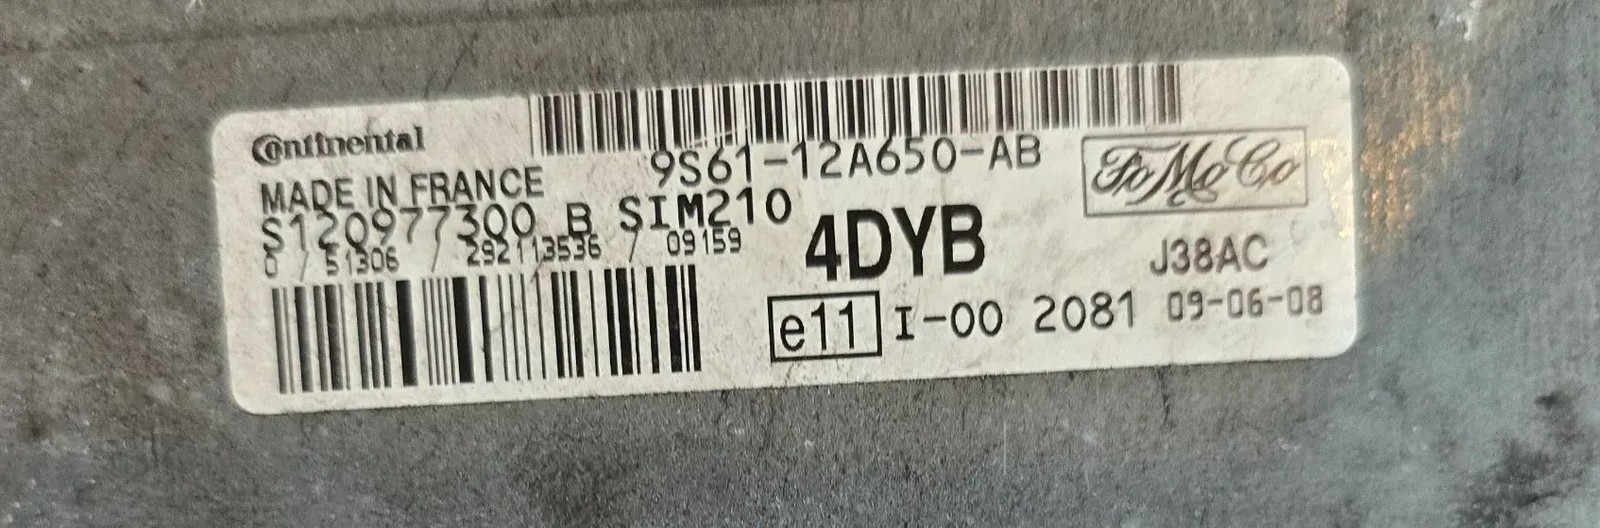 Continental
9S61-12A650-AB
FoMoCo
MADE IN FRANCE
S120977300 B SIM210
0 / 51306 / 292113536 / 09159
4DYB
J38AC
e11 I-00 2081 09-06-08